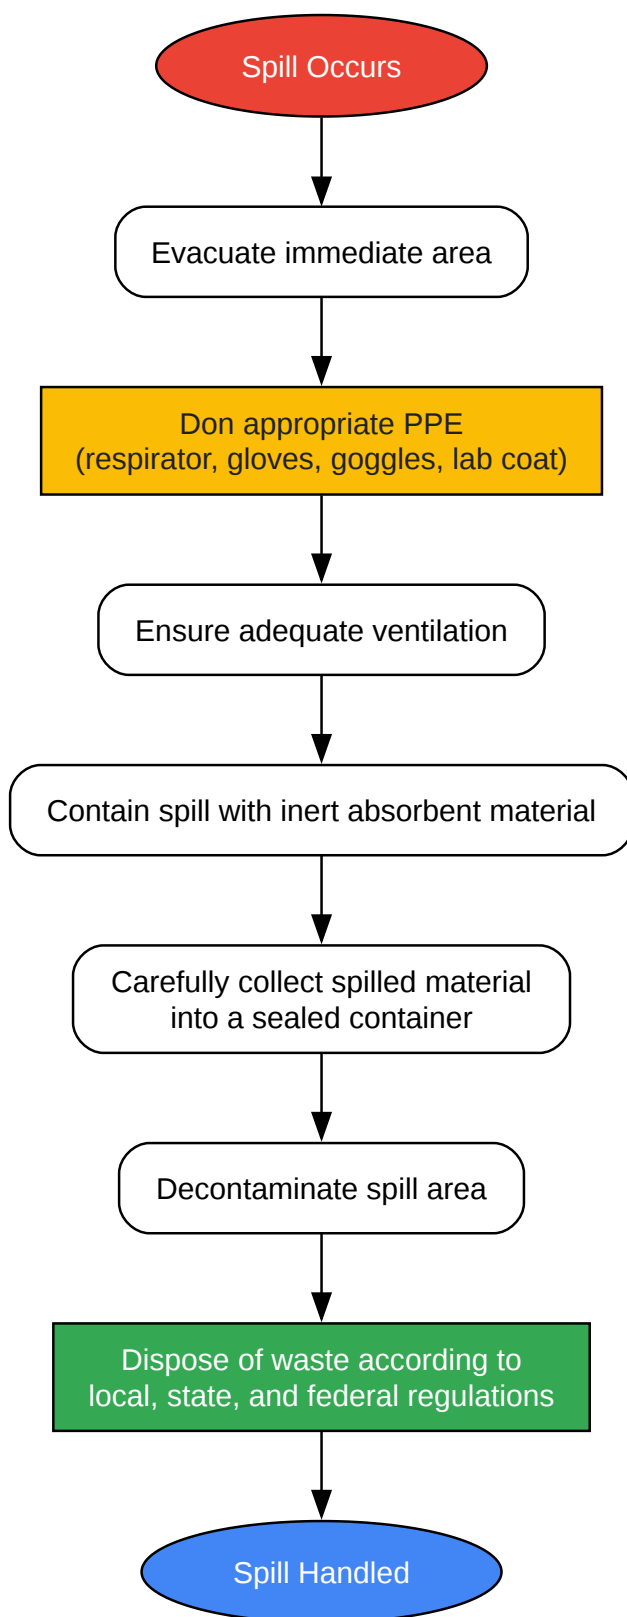 Spill Occurs
Evacuate immediate area
Don appropriate PPE
(respirator, gloves, goggles, lab coat)
Ensure adequate ventilation
Contain spill with inert absorbent material
Carefully collect spilled material
into a sealed container
Decontaminate spill area
Dispose of waste according to
local, state, and federal regulations
Spill Handled